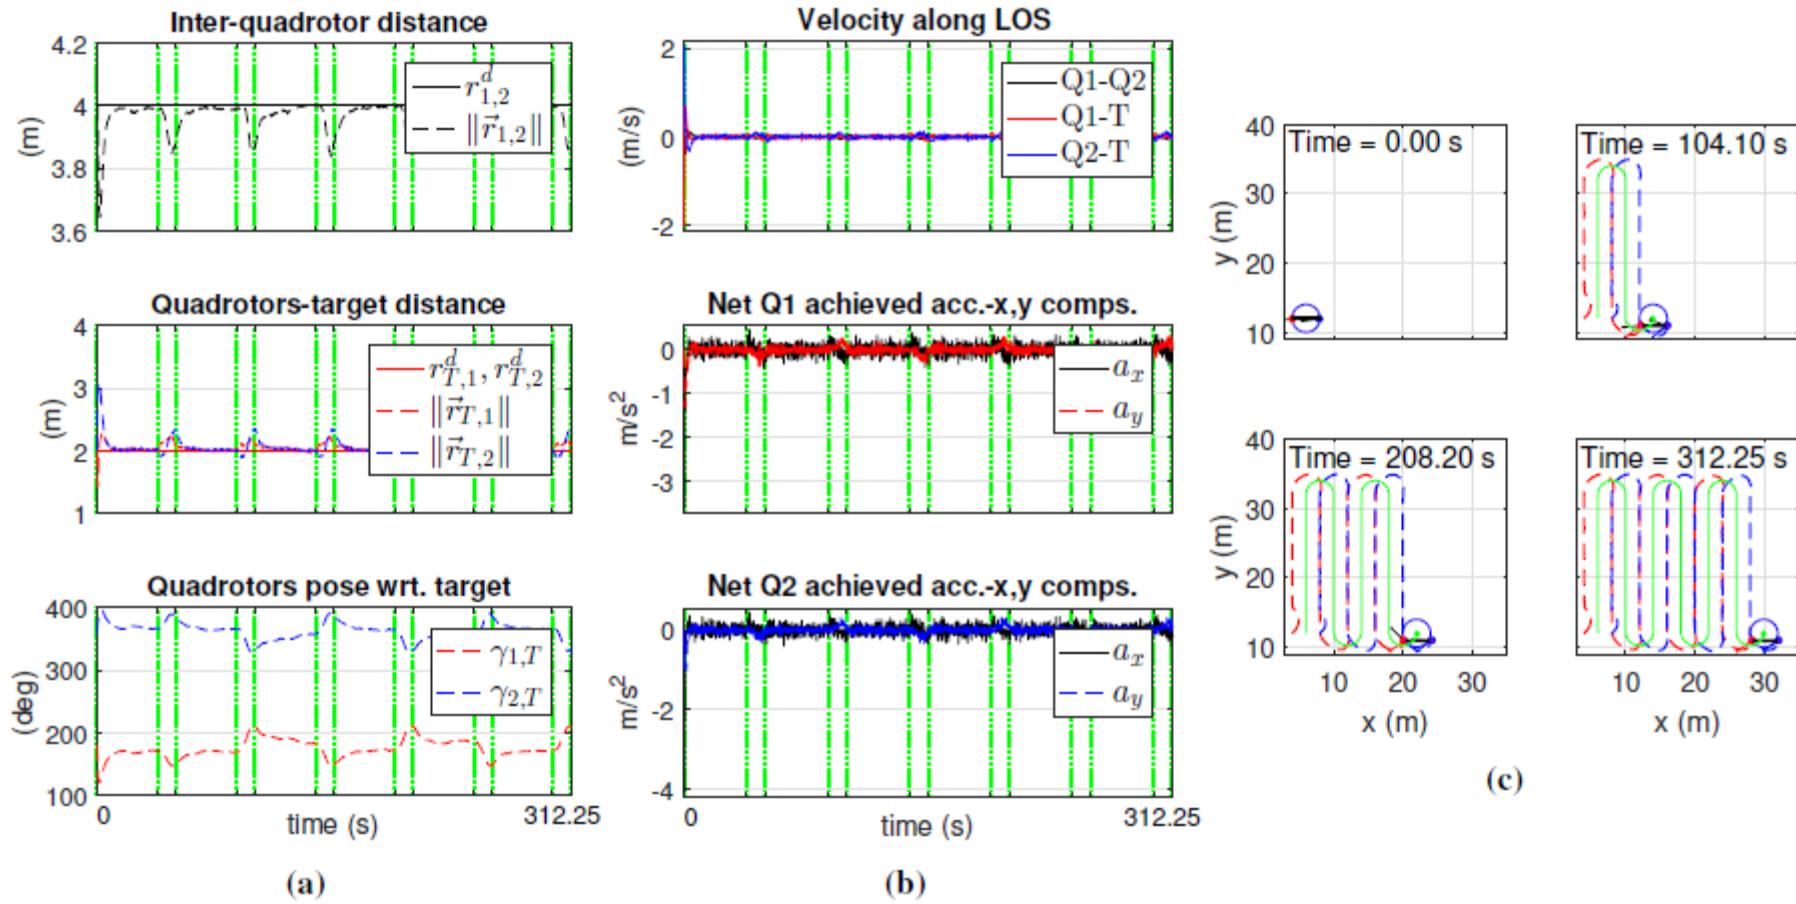 Inter-quadrotor distance
4.2
4
3.8
3.6
(m)
r^d_{1,2}
‖r⃗_{1,2}‖
Quadrotors-target distance
4
3
2
1
(m)
r^d_{T,1}, r^d_{T,2}
‖r⃗_{T,1}‖
‖r⃗_{T,2}‖
Quadrotors pose wrt. target
400
300
200
100
(deg)
γ_{1,T}
γ_{2,T}
0
312.25
time (s)
(a)
Velocity along LOS
2
0
-2
(m/s)
Q1-Q2
Q1-T
Q2-T
Net Q1 achieved acc.-x,y comps.
0
-1
-2
-3
m/s²
a_x
a_y
Net Q2 achieved acc.-x,y comps.
0
-2
-4
m/s²
a_x
a_y
0
312.25
time (s)
(b)
Time = 0.00 s
40
30
20
10
y (m)
Time = 104.10 s
Time = 208.20 s
40
30
20
10
y (m)
10 20 30
x (m)
Time = 312.25 s
10 20 30
x (m)
(c)